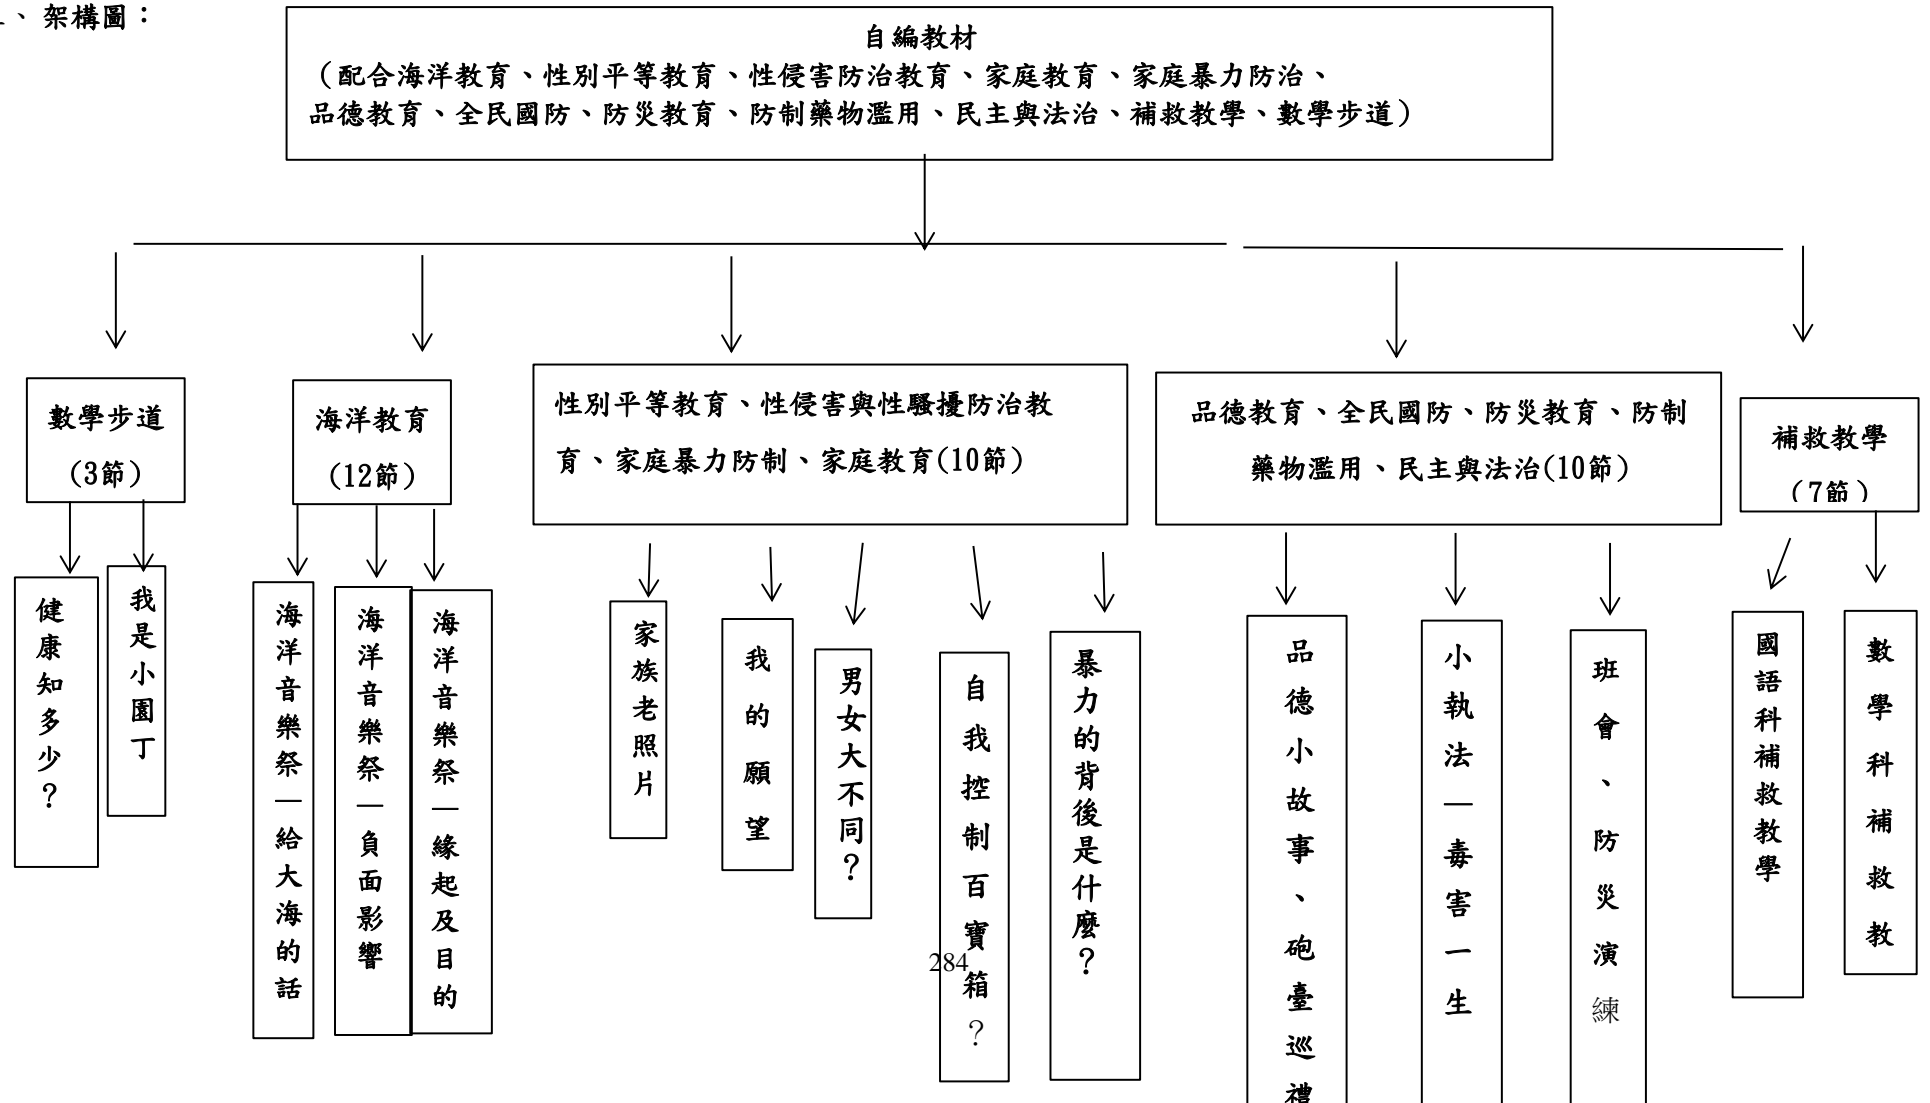 、架構圖：
自編教材
（配合海洋教育、性別平等教育、性侵害防治教育、家庭教育、家庭暴力防治、
品德教育、全民國防、防災教育、防制藥物濫用、民主與法治、補救教學、數學步道）
數學步道
（3節）
海洋教育
（12節）
性別平等教育、性侵害與性騷擾防治教
育、家庭暴力防制、家庭教育(10節）
品德教育、全民國防、防災教育、防制
藥物濫用、民主與法治(10節）
補救教學
（7節）
健康知多少？
我是小園丁
海洋音樂祭—給大海的話
海洋音樂祭—負面影響
海洋音樂祭—緣起及目的
家族老照片
我的願望
男女大不同？
自我控制百寶箱？
暴力的背後是什麼？
品德小故事、砲臺巡禮
小執法—毒害一生
班會、防災演練
國語科補救教學
數學科補救教
284